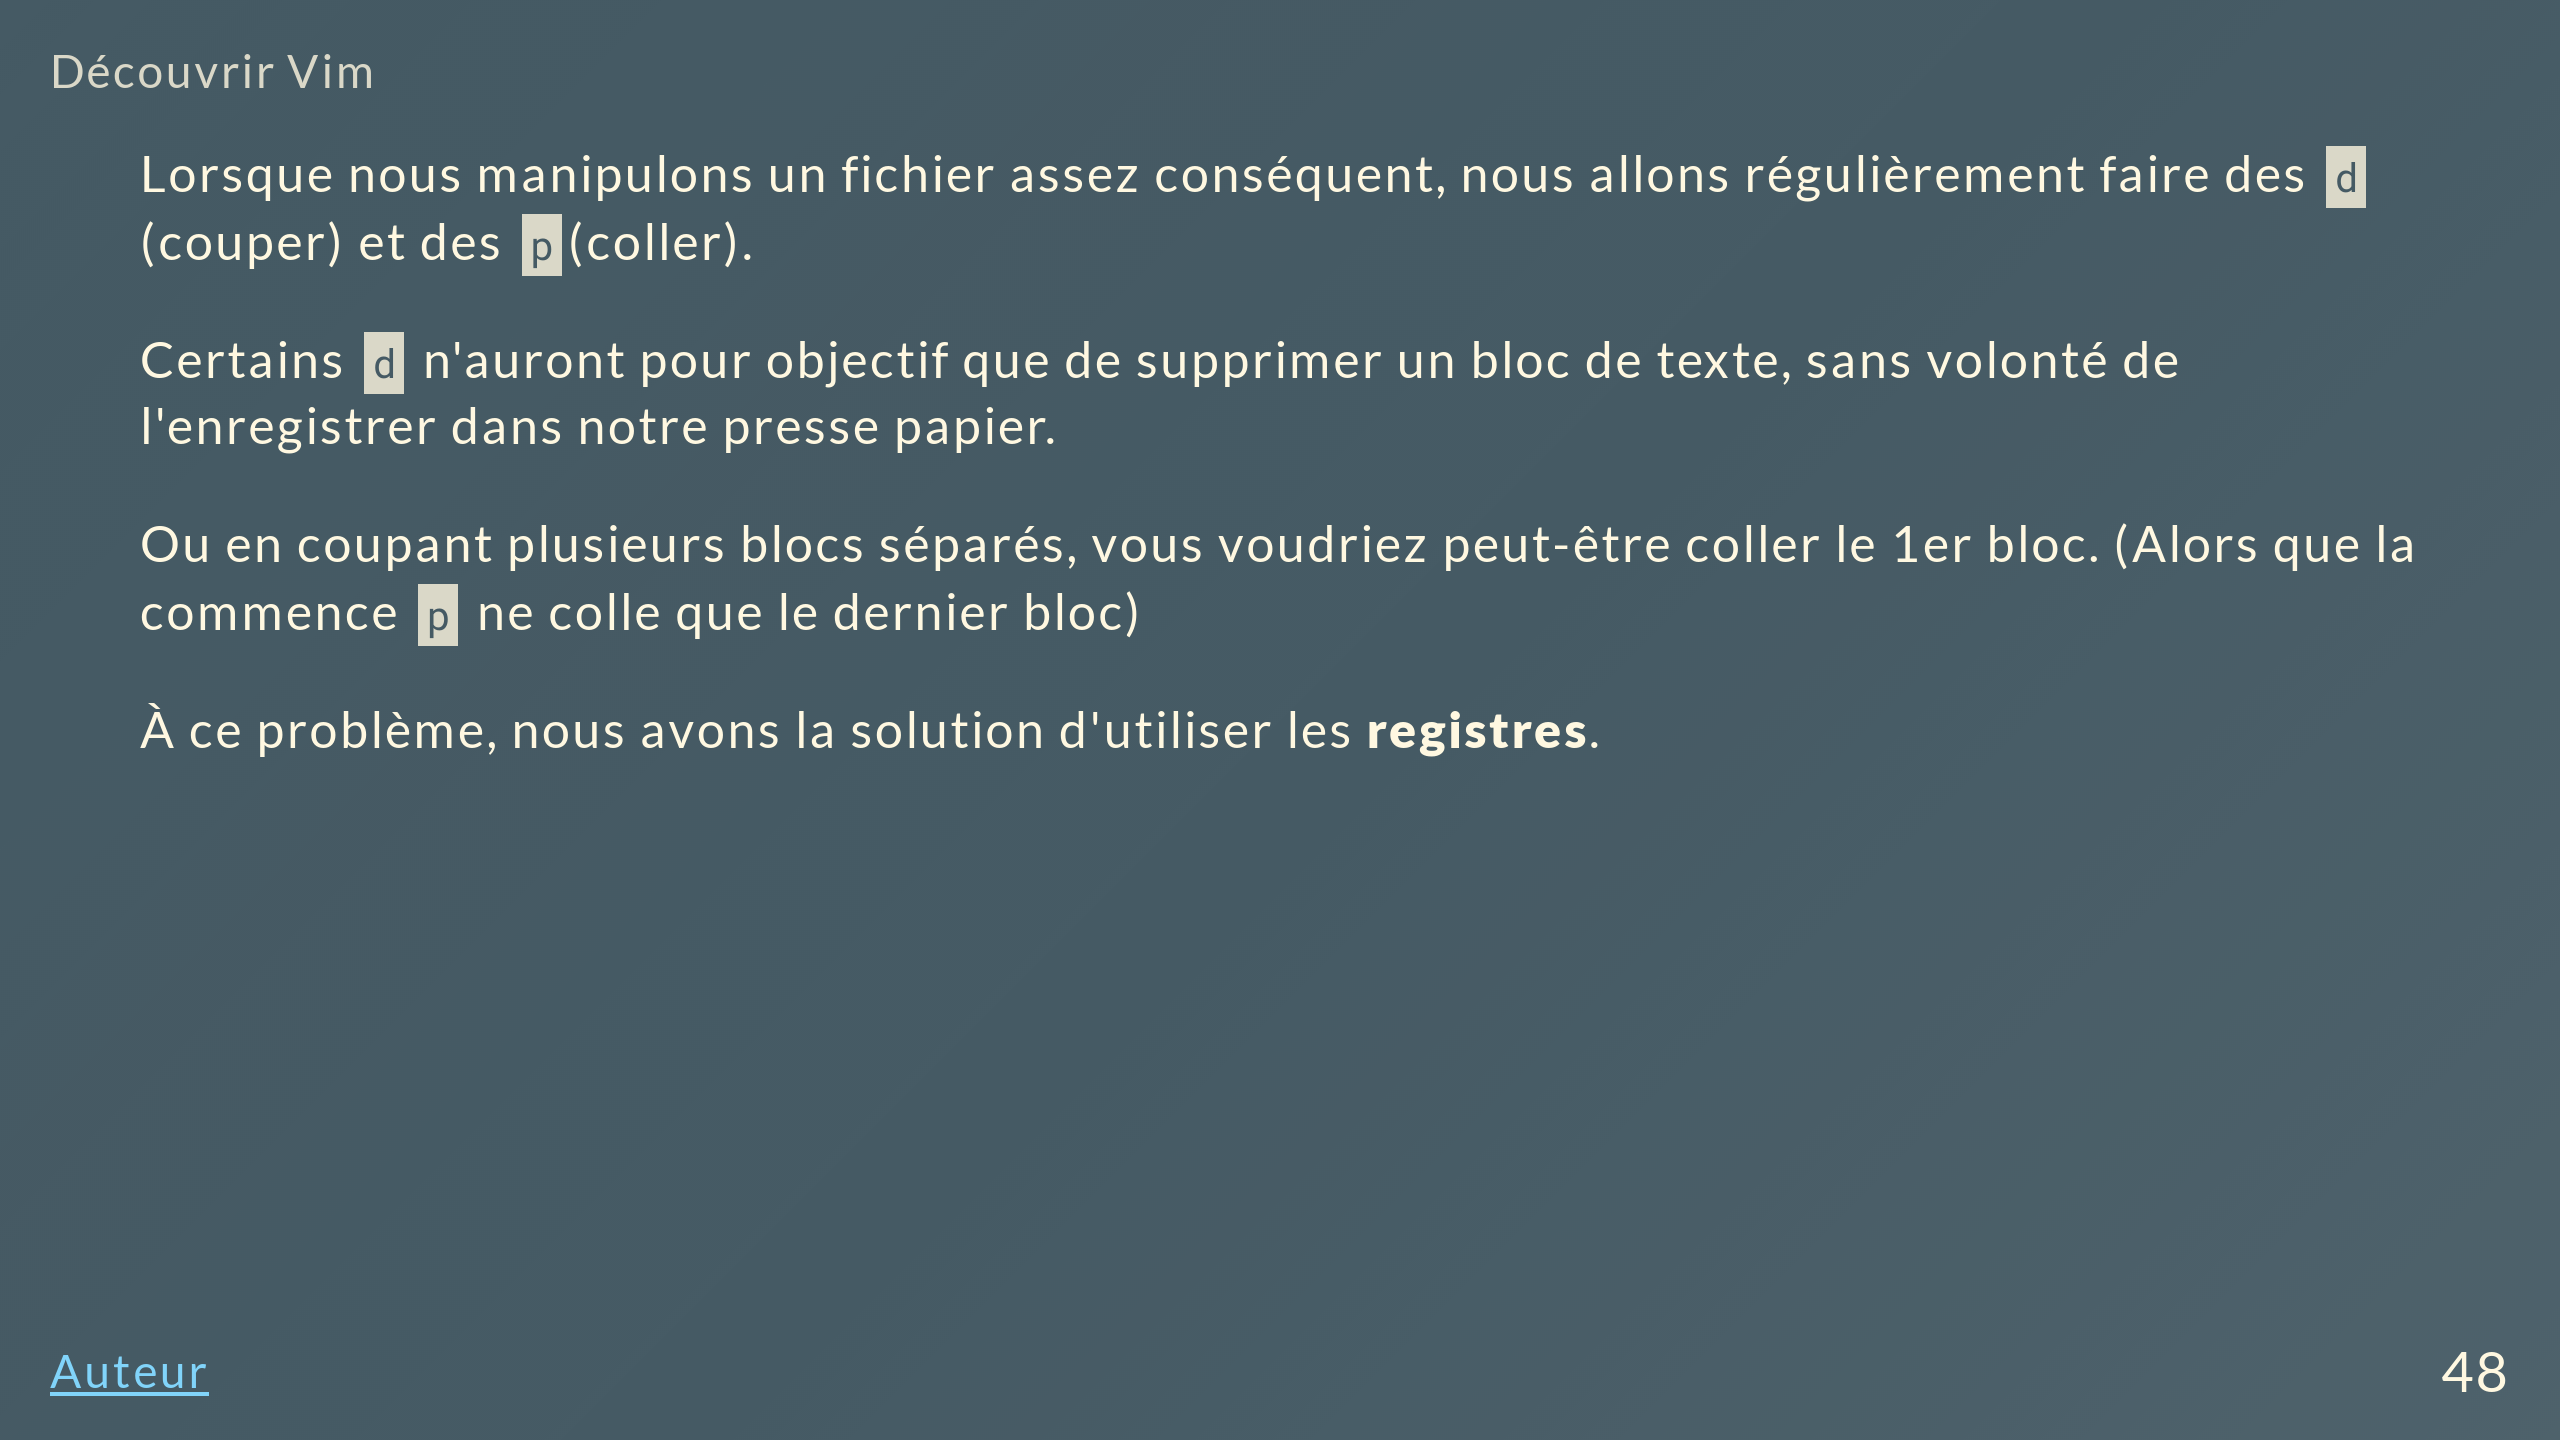 Découvrir Vim
Lorsque nous manipulons un fichier assez conséquent, nous allons régulièrement faire des d
(couper) et des p (coller).
Certains d n'auront pour objectif que de supprimer un bloc de texte, sans volonté de
l'enregistrer dans notre presse papier.
Ou en coupant plusieurs blocs séparés, vous voudriez peut-être coller le 1er bloc. (Alors que la
commence p ne colle que le dernier bloc)
À ce problème, nous avons la solution d'utiliser les registres.
Auteur
48